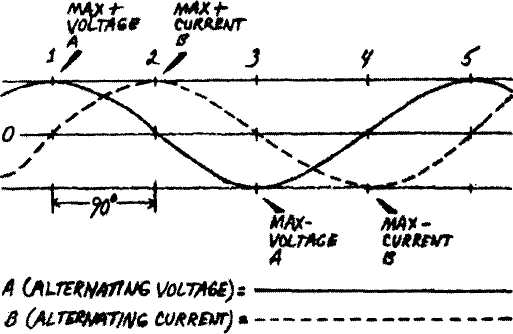 MAX+
VOLTAGE
A
MAX+
CURRENT
B
1 2 3 4 5
0
90°
MAX-
VOLTAGE
A
MAX-
CURRENT
B
A (ALTERNATING VOLTAGE)=
B (ALTERNATING CURRENT)=